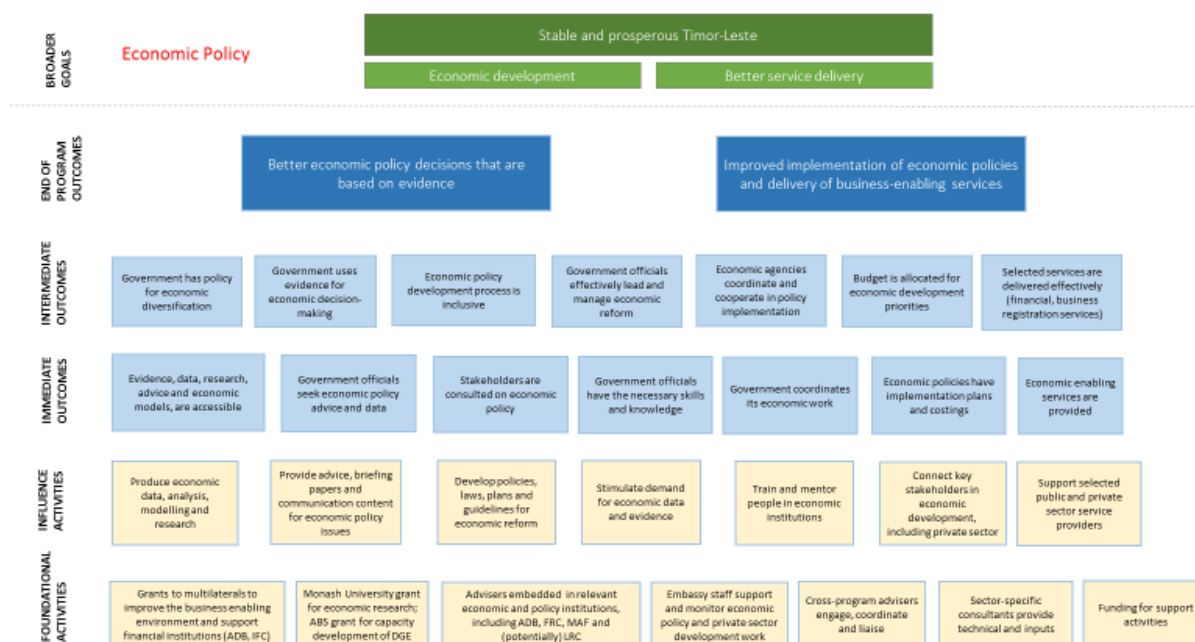 BROADER
GOALS
Economic Policy
Stable and prosperous Timor-Leste
Economic development
Better service delivery
END OF
PROGRAM
OUTCOMES
Better economic policy decisions that are
based on evidence
Improved implementation of economic policies
and delivery of business-enabling services
INTERMEDIATE
OUTCOMES
Government has policy
for economic
diversification
Government uses
evidence for
economic decision-
making
Economic policy
development process is
inclusive
Government officials
effectively lead and
manage economic
reform
Economic agencies
coordinate and
cooperate in policy
implementation
Budget is allocated for
economic development
priorities
Selected services are
delivered effectively
(financial, business
registration services)
IMMEDIATE
OUTCOMES
Evidence, data, research,
advice and economic
models, are accessible
Government officials
seek economic policy
advice and data
Stakeholders are
consulted on economic
policy
Government officials
have the necessary skills
and knowledge
Government coordinates
its economic work
Economic policies have
implementation plans
and costings
Economic enabling
services are
provided
INFLUENCE
ACTIVITIES
Produce economic
data, analysis,
modelling and
research
Provide advice, briefing
papers and
communication content
for economic policy
issues
Develop policies,
laws, plans and
guidelines for
economic reform
Stimulate demand
for economic data
and evidence
Train and mentor
people in economic
institutions
Connect key
stakeholders in
economic
development,
including private sector
Support selected
public and private
sector service
providers
FOUNDATIONAL
ACTIVITIES
Grants to multilaterals to
improve the business enabling
environment and support
financial institutions (ADB, IFC)
Monash University grant
for economic research;
ABS grant for capacity
development of DGE
Advisers embedded in relevant
economic and policy institutions,
including ADB, FRC, MAF and
(potentially) LRC
Embassy staff support
and monitor economic
policy and private sector
development work
Cross-program advisers
engage, coordinate
and liaise
Sector-specific
consultants provide
technical and inputs
Funding for support
activities